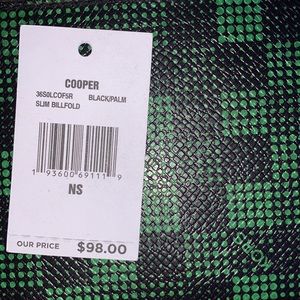 COOPER
36S0LCOF5R BLACK/PALM
SLIM BILLFOLD
1 93600 69111 9
NS
OUR PRICE $98.00